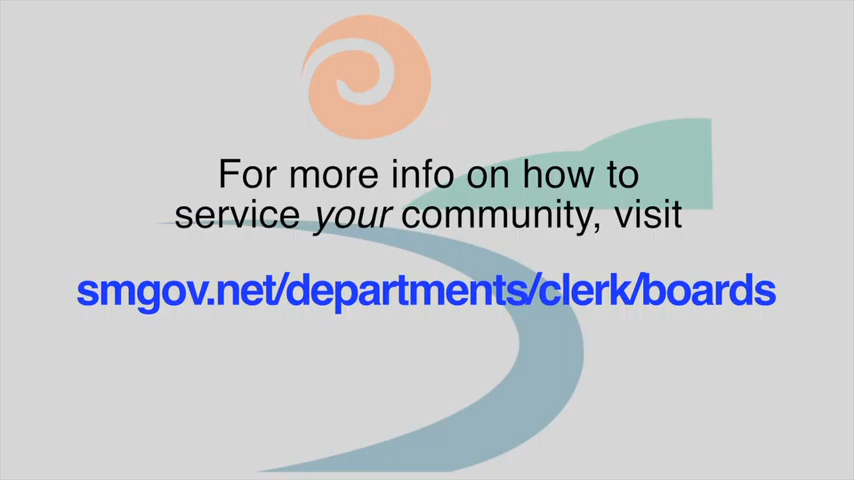 For more info on how to
service your community, visit
smgov.net/departments/clerk/boards